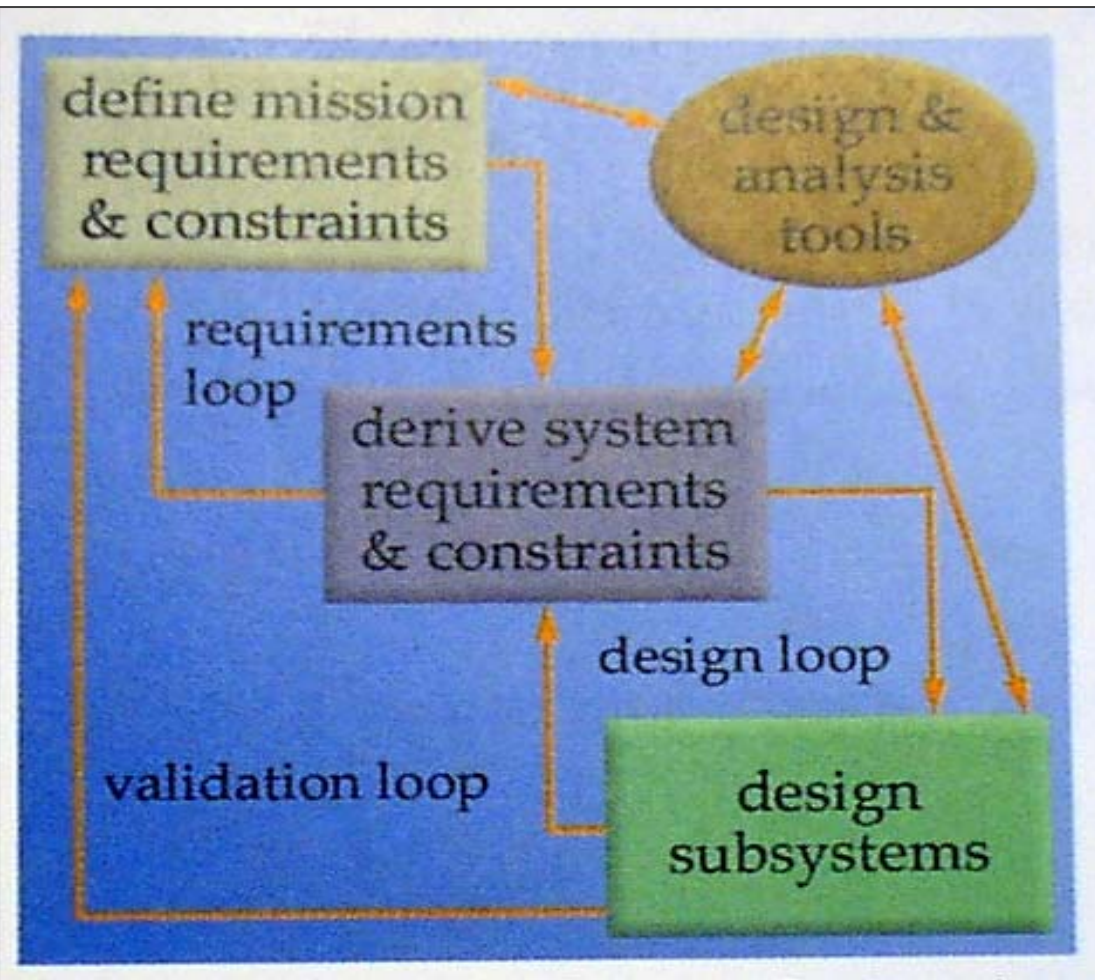 define mission
requirements
& constraints
design &
analysis
tools
requirements
loop
derive system
requirements
& constraints
design loop
validation loop
design
subsystems